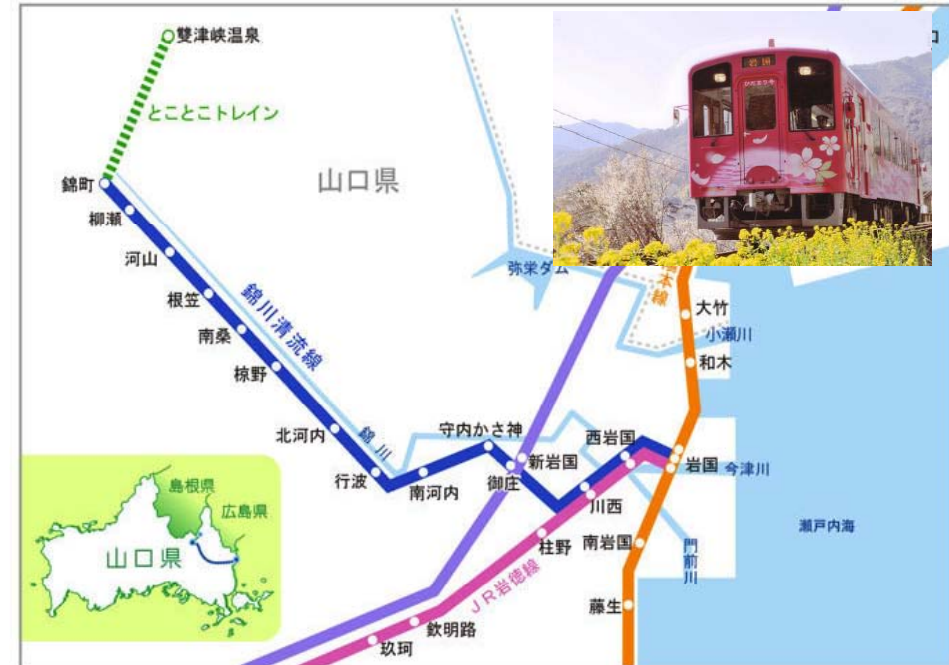 雙津峡温泉
とことこトレイン
錦町
柳瀬
河山
根笠
南桑
椋野
北河内
行波
南河内
守内かさ神
御庄
新岩国
川西
西岩国
岩国
柱野
欽明路
玖珂
南岩国
藤生
大竹
和木
錦川清流線
錦川
JR岩徳線
本線
山口県
弥栄ダム
小瀬川
今津川
門前川
瀬戸内海
島根県
広島県
山口県
岩国